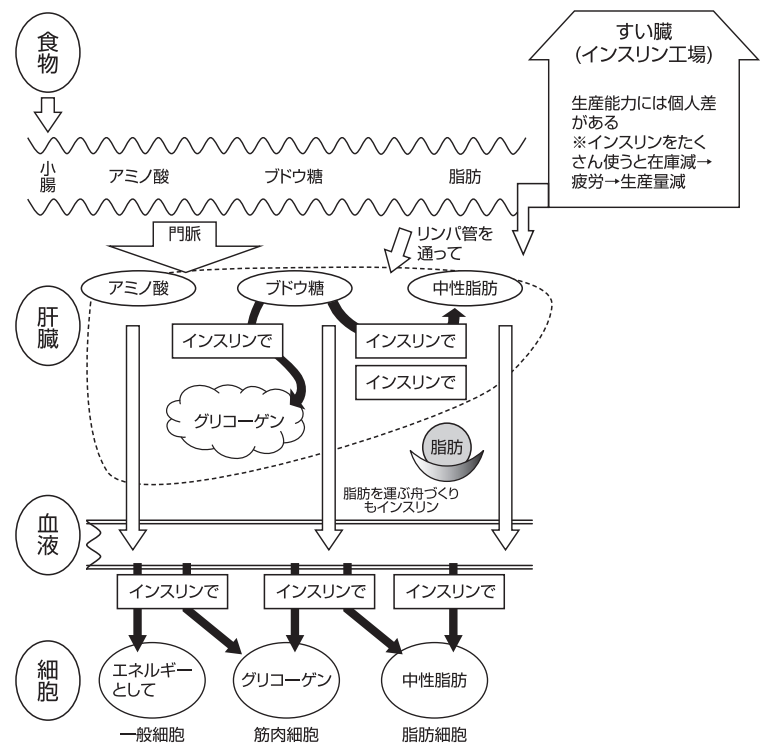 食物
すい臓
(インスリン工場)
生産能力には個人差
がある
※インスリンをたく
さん使うと在庫減→
疲労→生産量減
小腸
アミノ酸
ブドウ糖
脂肪
門脈
リンパ管を
通って
肝臓
アミノ酸
ブドウ糖
中性脂肪
インスリンで
インスリンで
インスリンで
グリコーゲン
脂肪
脂肪を運ぶ舟づくり
もインスリン
血液
インスリンで
インスリンで
インスリンで
細胞
エネルギー
として
グリコーゲン
中性脂肪
一般細胞
筋肉細胞
脂肪細胞